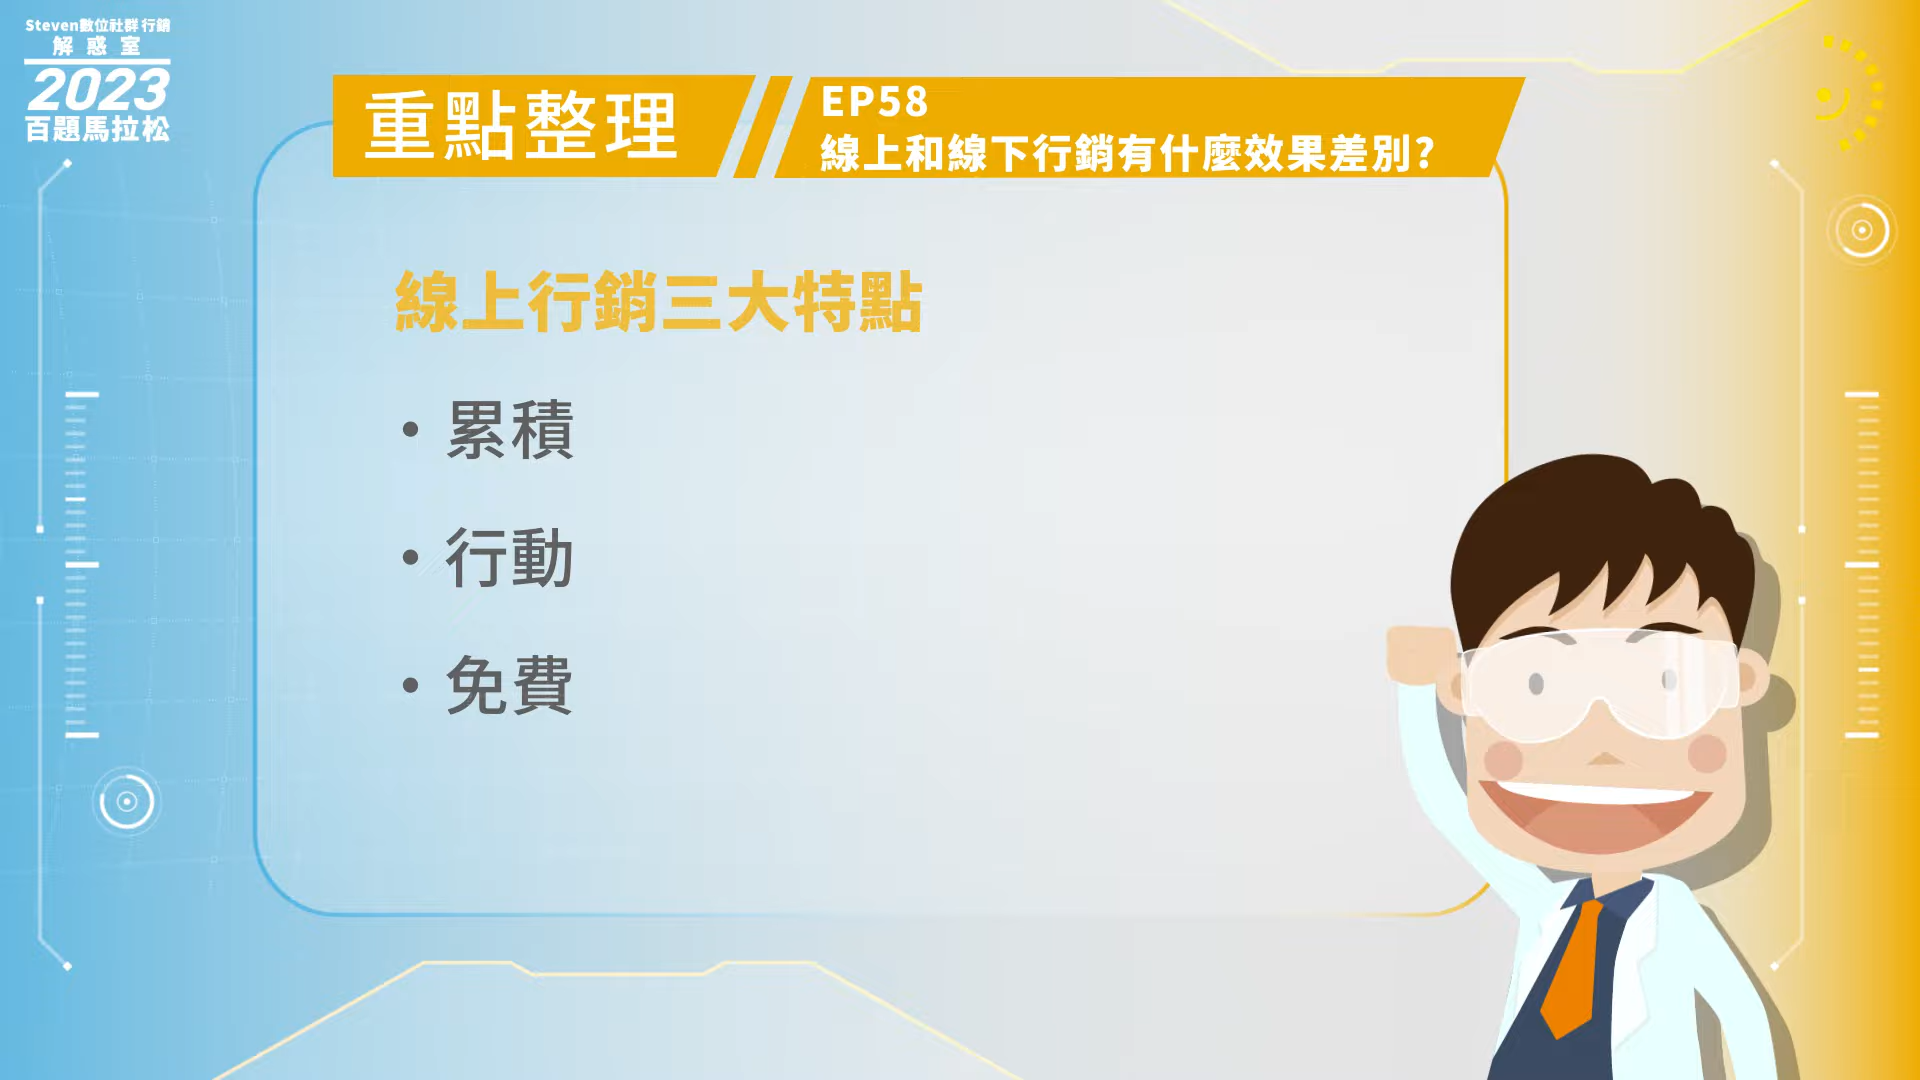 Steven數位社群行銷
解惑室
2023
百題馬拉松
重點整理
EP58
線上和線下行銷有什麼效果差別?
線上行銷三大特點
• 累積
• 行動
• 免費